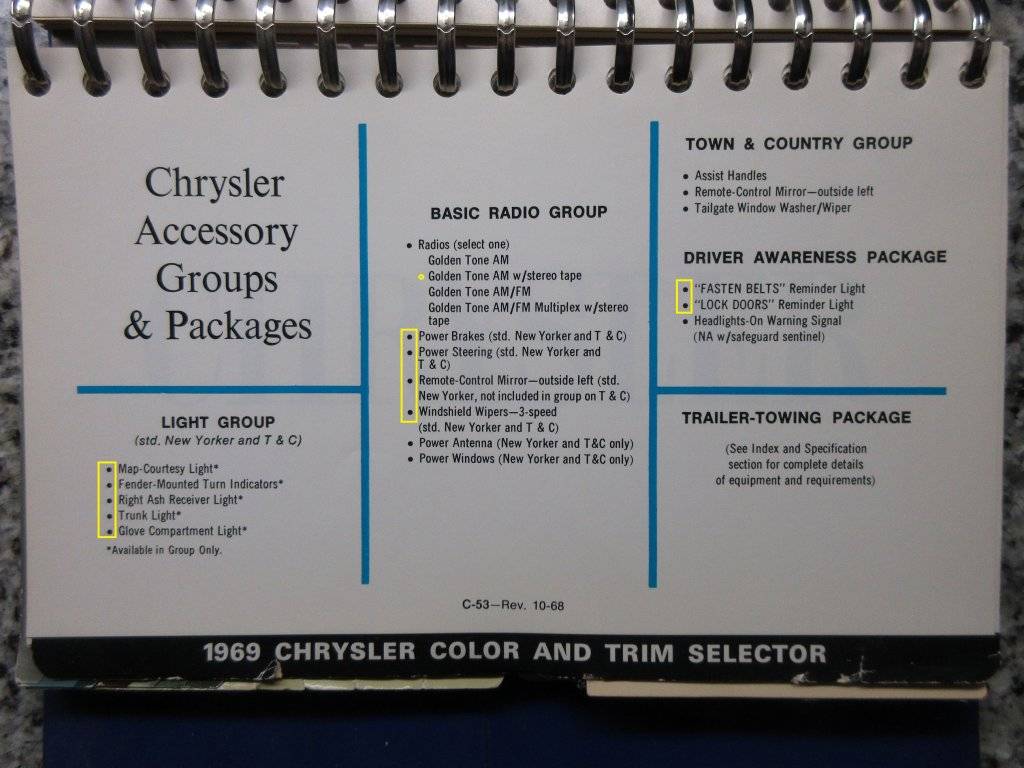 Chrysler
Accessory
Groups
& Packages
LIGHT GROUP
(std. New Yorker and T & C)
• Map-Courtesy Light*
• Fender-Mounted Turn Indicators*
• Right Ash Receiver Light*
• Trunk Light*
• Glove Compartment Light*
*Available in Group Only.
BASIC RADIO GROUP
• Radios (select one)
Golden Tone AM
Golden Tone AM w/stereo tape
Golden Tone AM/FM
Golden Tone AM/FM Multiplex w/stereo
tape
• Power Brakes (std. New Yorker and T & C)
• Power Steering (std. New Yorker and
T & C)
• Remote-Control Mirror—outside left (std.
New Yorker, not included in group on T & C)
• Windshield Wipers—3-speed
(std. New Yorker and T & C)
• Power Antenna (New Yorker and T&C only)
• Power Windows (New Yorker and T&C only)
TOWN & COUNTRY GROUP
• Assist Handles
• Remote-Control Mirror—outside left
• Tailgate Window Washer/Wiper
DRIVER AWARENESS PACKAGE
• "FASTEN BELTS" Reminder Light
• "LOCK DOORS" Reminder Light
• Headlights-On Warning Signal
(NA w/safeguard sentinel)
TRAILER-TOWING PACKAGE
(See Index and Specification
section for complete details
of equipment and requirements)
C-53—Rev. 10-68
1969 CHRYSLER COLOR AND TRIM SELECTOR